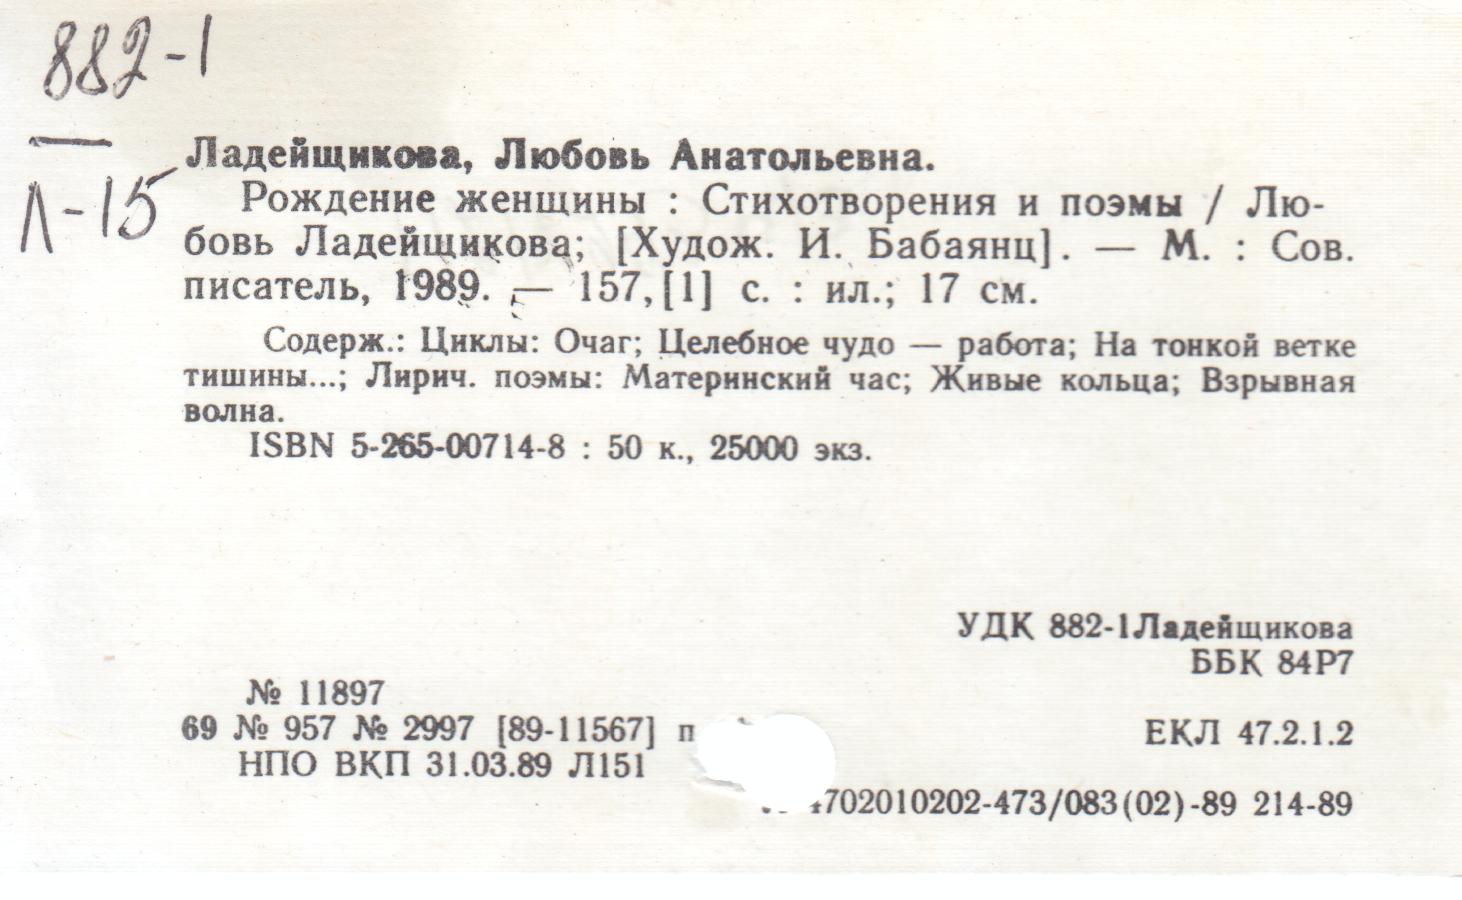 882-1
Л-15
Ладейщикова, Любовь Анатольевна.
Рождение женщины : Стихотворения и поэмы / Лю-
бовь Ладейщикова; [Худож. И. Бабаянц]. — М. : Сов.
писатель, 1989. — 157, [1] с. : ил.; 17 см.
Содерж.: Циклы: Очаг; Целебное чудо — работа; На тонкой ветке
тишины...; Лирич. поэмы: Материнский час; Живые кольца; Взрывная
волна.
ISBN 5-265-00714-8 : 50 к., 25000 экз.
УДК 882-1Ладейщикова
ББК 84Р7
№ 11897
69 № 957 № 2997 [89-11567] п
ЕКЛ 47.2.1.2
НПО ВКП 31.03.89 Л151
4702010202-473/083(02)-89 214-89